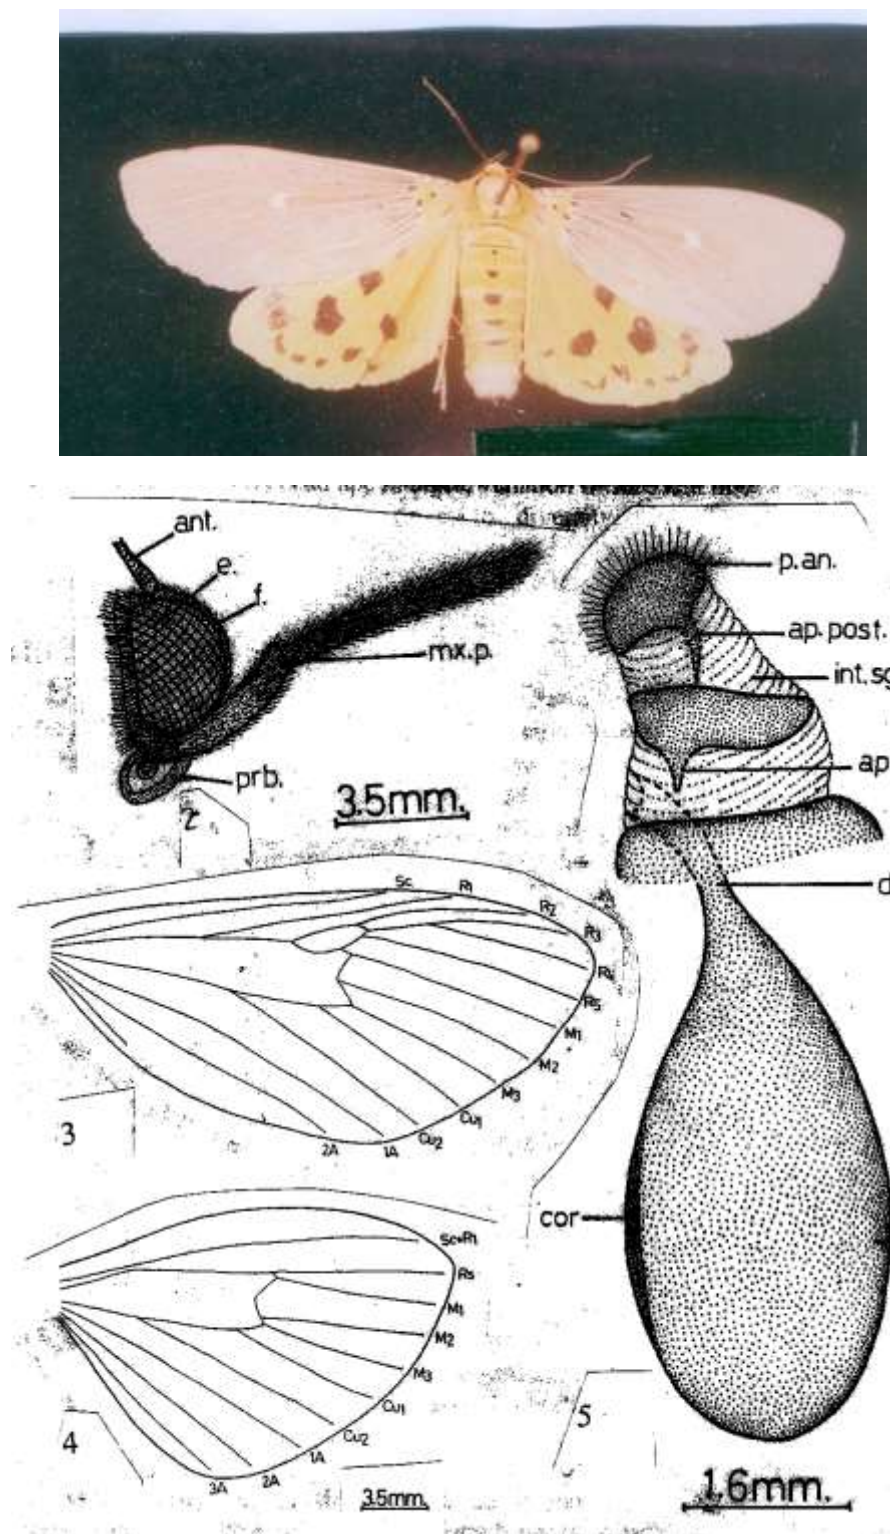 ant.
e.
f.
mx.p.
prb.
3.5mm.
2
p.an.
ap.post.
int.sg
ap
d
Sc
R1
R2
R3
R4
R5
M1
M2
M3
Cu1
Cu2
1A
2A
3
Sc+R1
Rs
M1
M2
M3
Cu1
Cu2
1A
2A
3A
4
3.5mm.
cor
5
1.6mm.